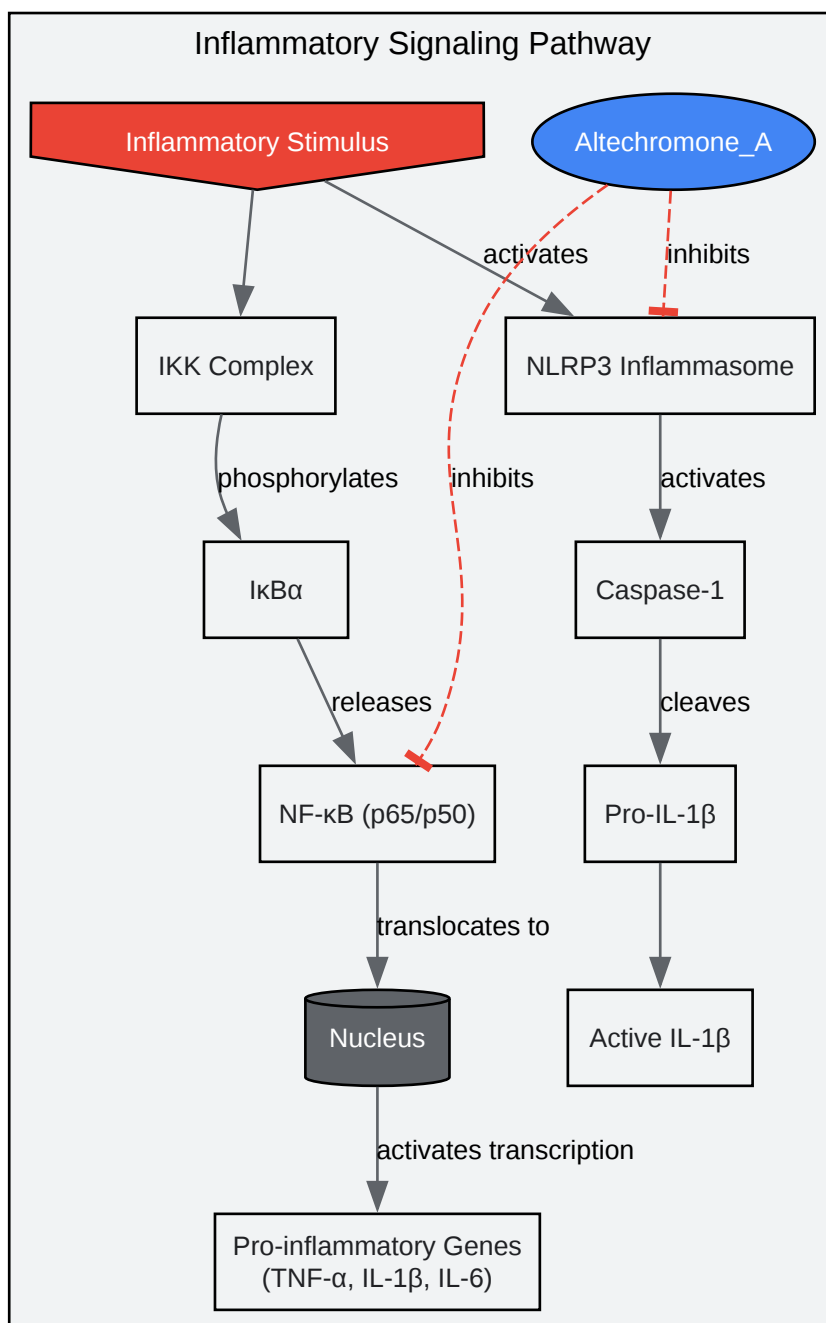 Inflammatory Signaling Pathway
Inflammatory Stimulus
Altechromone_A
activates
inhibits
IKK Complex
NLRP3 Inflammasome
phosphorylates
inhibits
activates
IκBα
Caspase-1
releases
cleaves
NF-κB (p65/p50)
Pro-IL-1β
translocates to
Nucleus
Active IL-1β
activates transcription
Pro-inflammatory Genes
(TNF-α, IL-1β, IL-6)